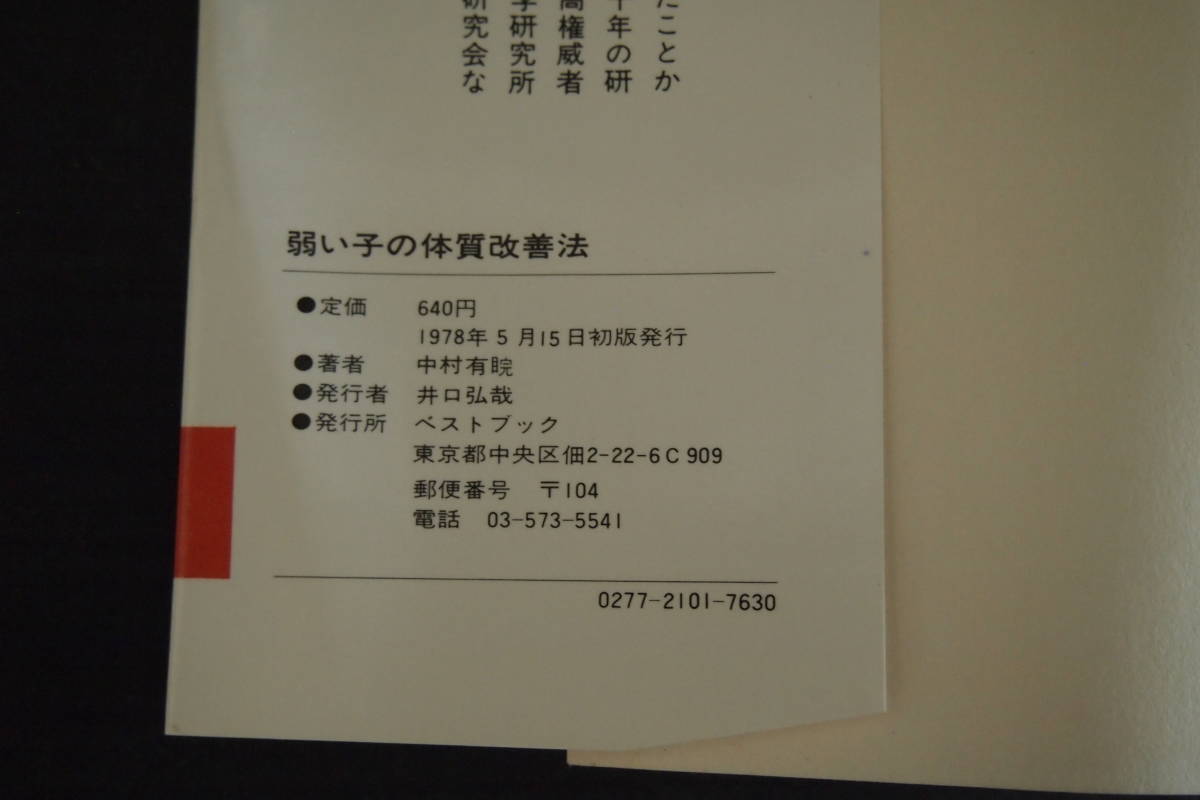 たことか
十年の研
高権威者
学研究所
研究会な
弱い子の体質改善法
●定価 640円
1978年5月15日初版発行
●著者 中村有晥
●発行者 井口弘哉
●発行所 ベストブック
東京都中央区佃2-22-6C909
郵便番号 〒104
電話 03-573-5541
0277-2101-7630